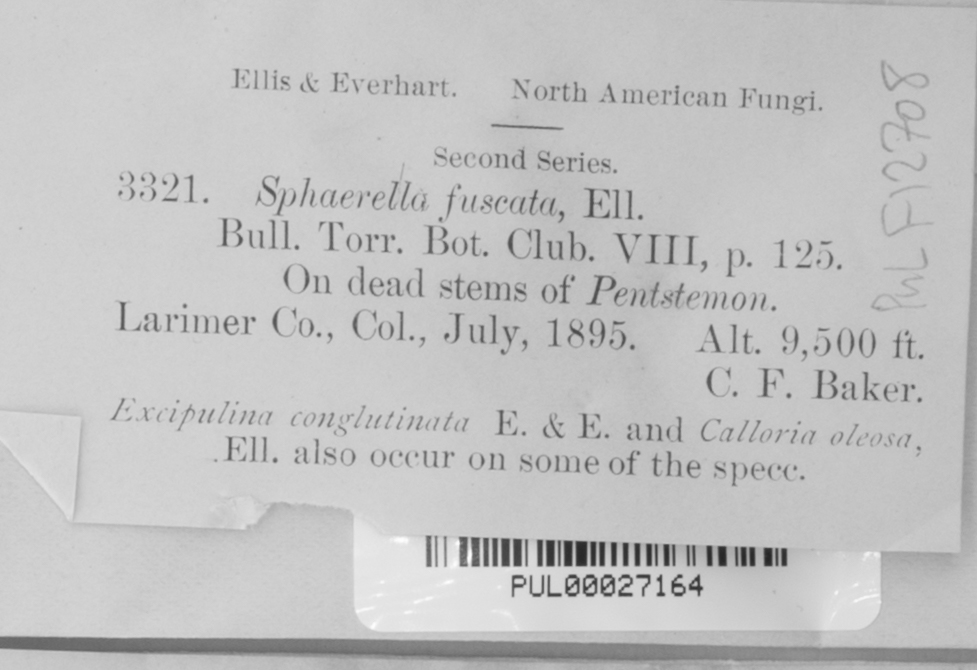 Ellis & Everhart. North American Fungi.
Second Series.
3321. Sphaerella fuscata, Ell.
Bull. Torr. Bot. Club. VIII, p. 125.
On dead stems of Pentstemon.
Larimer Co., Col., July, 1895. Alt. 9,500 ft.
C. F. Baker.
Excipulina conglutinata E. & E. and Calloria oleosa,
Ell. also occur on some of the specc.
PUL F12708
PUL00027164